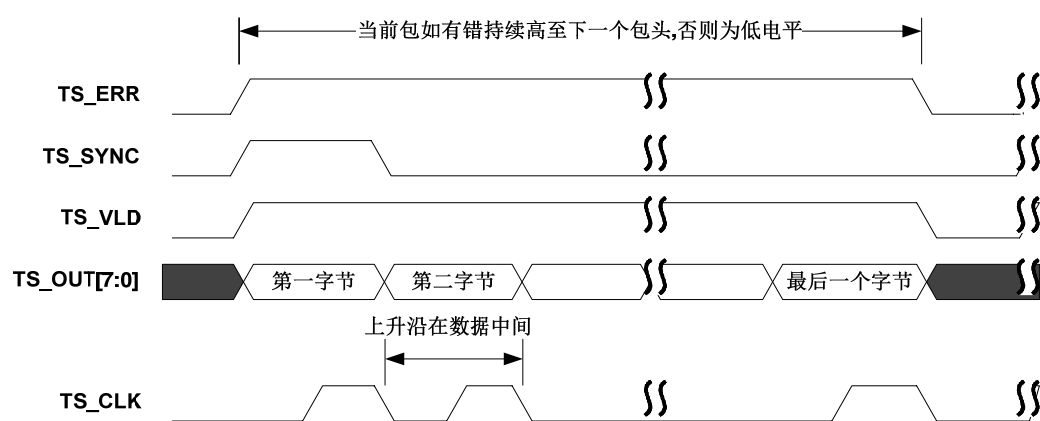 当前包如有错持续高至下一个包头,否则为低电平
TS_ERR
TS_SYNC
TS_VLD
TS_OUT[7:0]
第一字节
第二字节
最后一个字节
上升沿在数据中间
TS_CLK